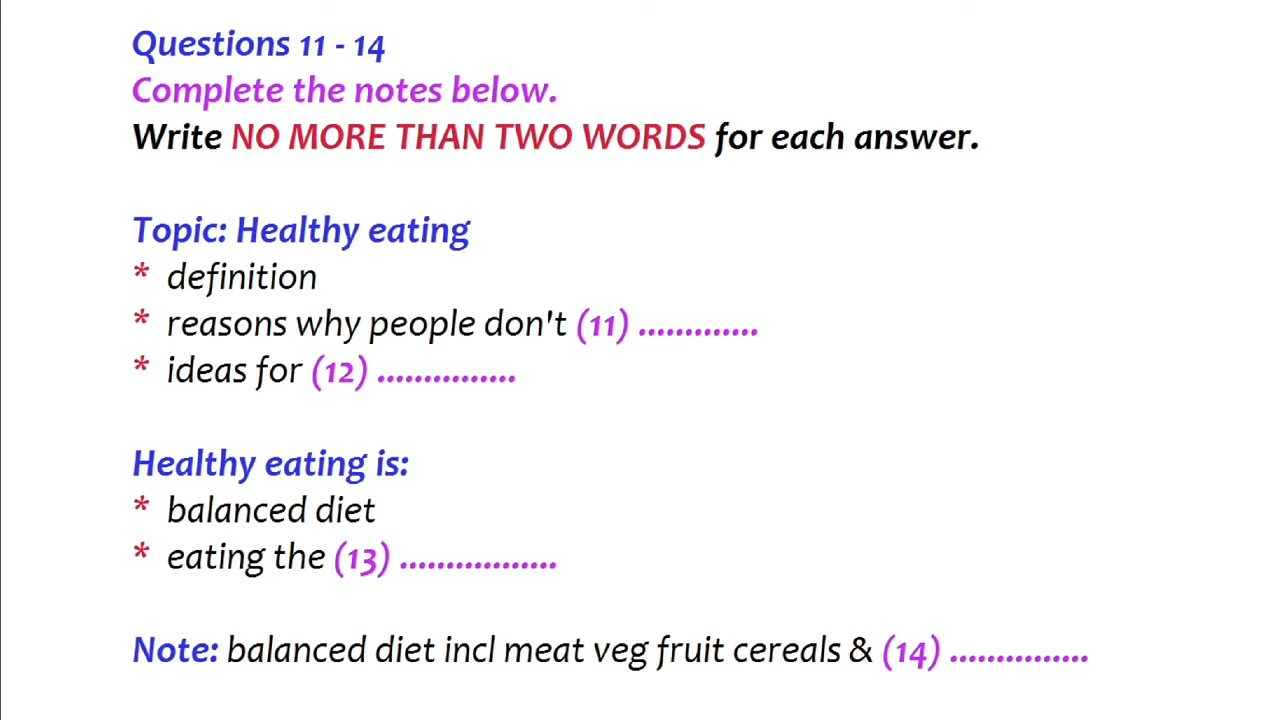 Questions 11 - 14
Complete the notes below.
Write NO MORE THAN TWO WORDS for each answer.
Topic: Healthy eating
* definition
* reasons why people don't (11) .............
* ideas for (12) ...............
Healthy eating is:
* balanced diet
* eating the (13) .................
Note: balanced diet incl meat veg fruit cereals & (14) ...............